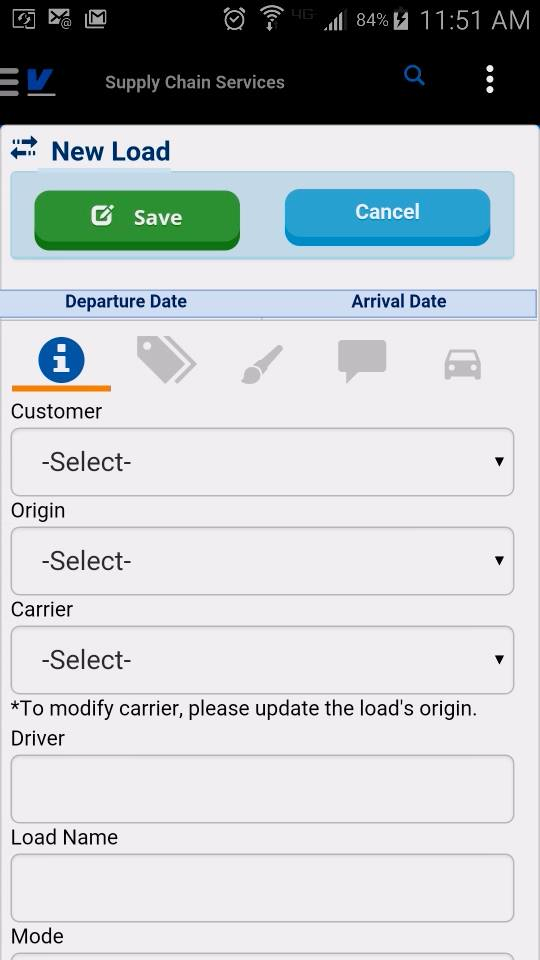 4G 84% 11:51 AM
Supply Chain Services
New Load
Save Cancel
Departure Date Arrival Date
Customer
-Select-
Origin
-Select-
Carrier
-Select-
*To modify carrier, please update the load's origin.
Driver
Load Name
Mode